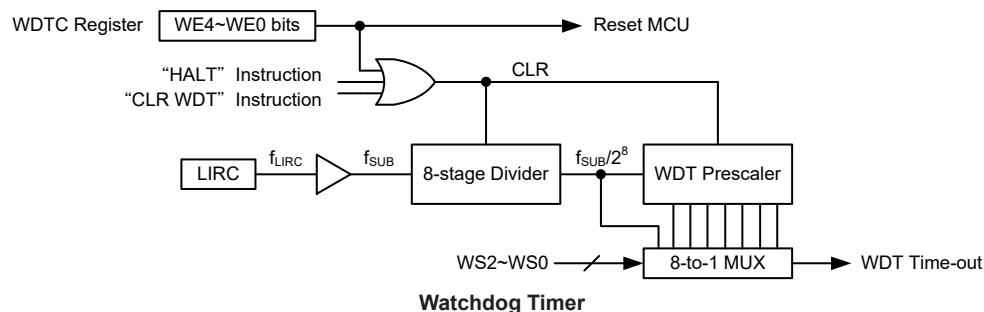 WDTC Register WE4~WE0 bits Reset MCU
“HALT” Instruction
CLR
“CLR WDT” Instruction
LIRC fLIRC fSUB 8-stage Divider fSUB/2⁸ WDT Prescaler
WS2~WS0 8-to-1 MUX WDT Time-out
Watchdog Timer